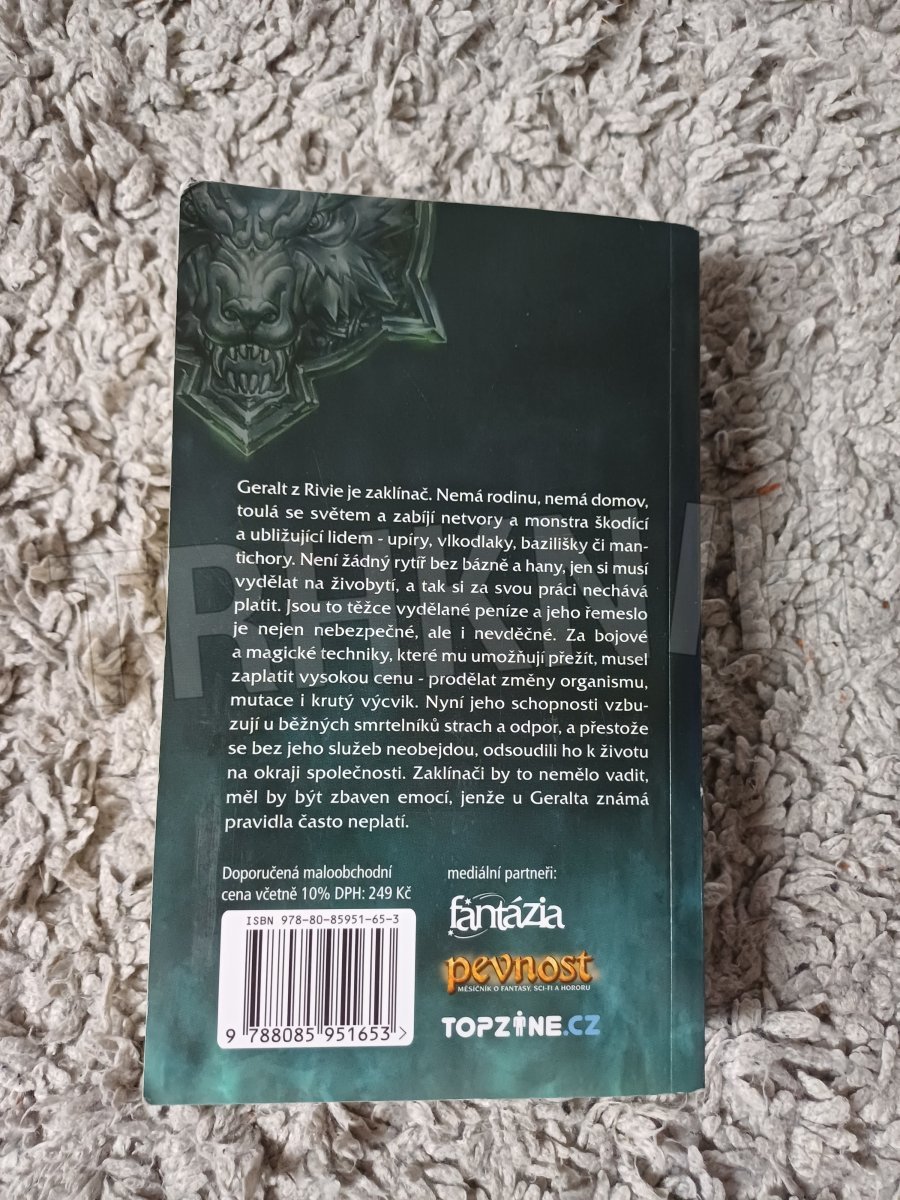 Geralt z Rivie je zaklínač. Nemá rodinu, nemá domov,
toulá se světem a zabíjí netvory a monstra škodící
a ubližující lidem - upíry, vlkodlaky, bazilišky či man-
tichory. Není žádný rytíř bez bázně a hany, jen si musí
vydělat na živobytí, a tak si za svou práci nechává
platit. Jsou to těžce vydělané peníze a jeho řemeslo
je nejen nebezpečné, ale i nevděčné. Za bojové
a magické techniky, které mu umožňují přežít, musel
zaplatit vysokou cenu - prodělat změny organismu,
mutace i krutý výcvik. Nyní jeho schopnosti vzbu-
zují u běžných smrtelníků strach a odpor, a přestože
se bez jeho služeb neobejdou, odsoudili ho k životu
na okraji společnosti. Zaklínači by to nemělo vadit,
měl by být zbaven emocí, jenže u Geralta známá
pravidla často neplatí.
Doporučená maloobchodní
cena včetně 10% DPH: 249 Kč
ISBN 978-80-85951-65-3
9 788085 951653 >
mediální partneři:
fantázia
pevnost
MĚSÍČNÍK O FANTASY, SCI-FI A HORORU
TOPZINE.CZ